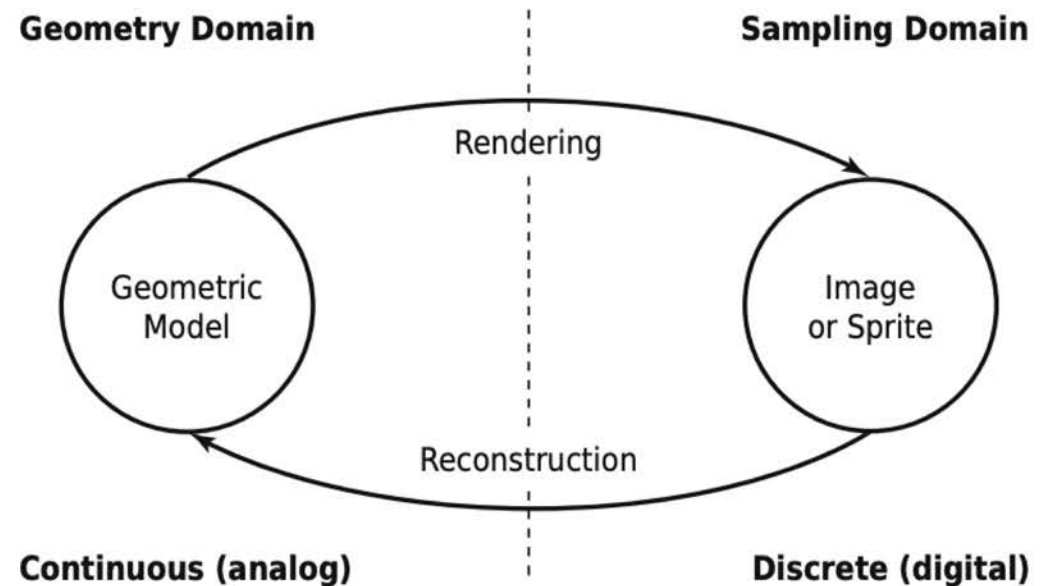 Geometry Domain
Sampling Domain
Rendering
Geometric
Model
Image
or Sprite
Reconstruction
Continuous (analog)
Discrete (digital)